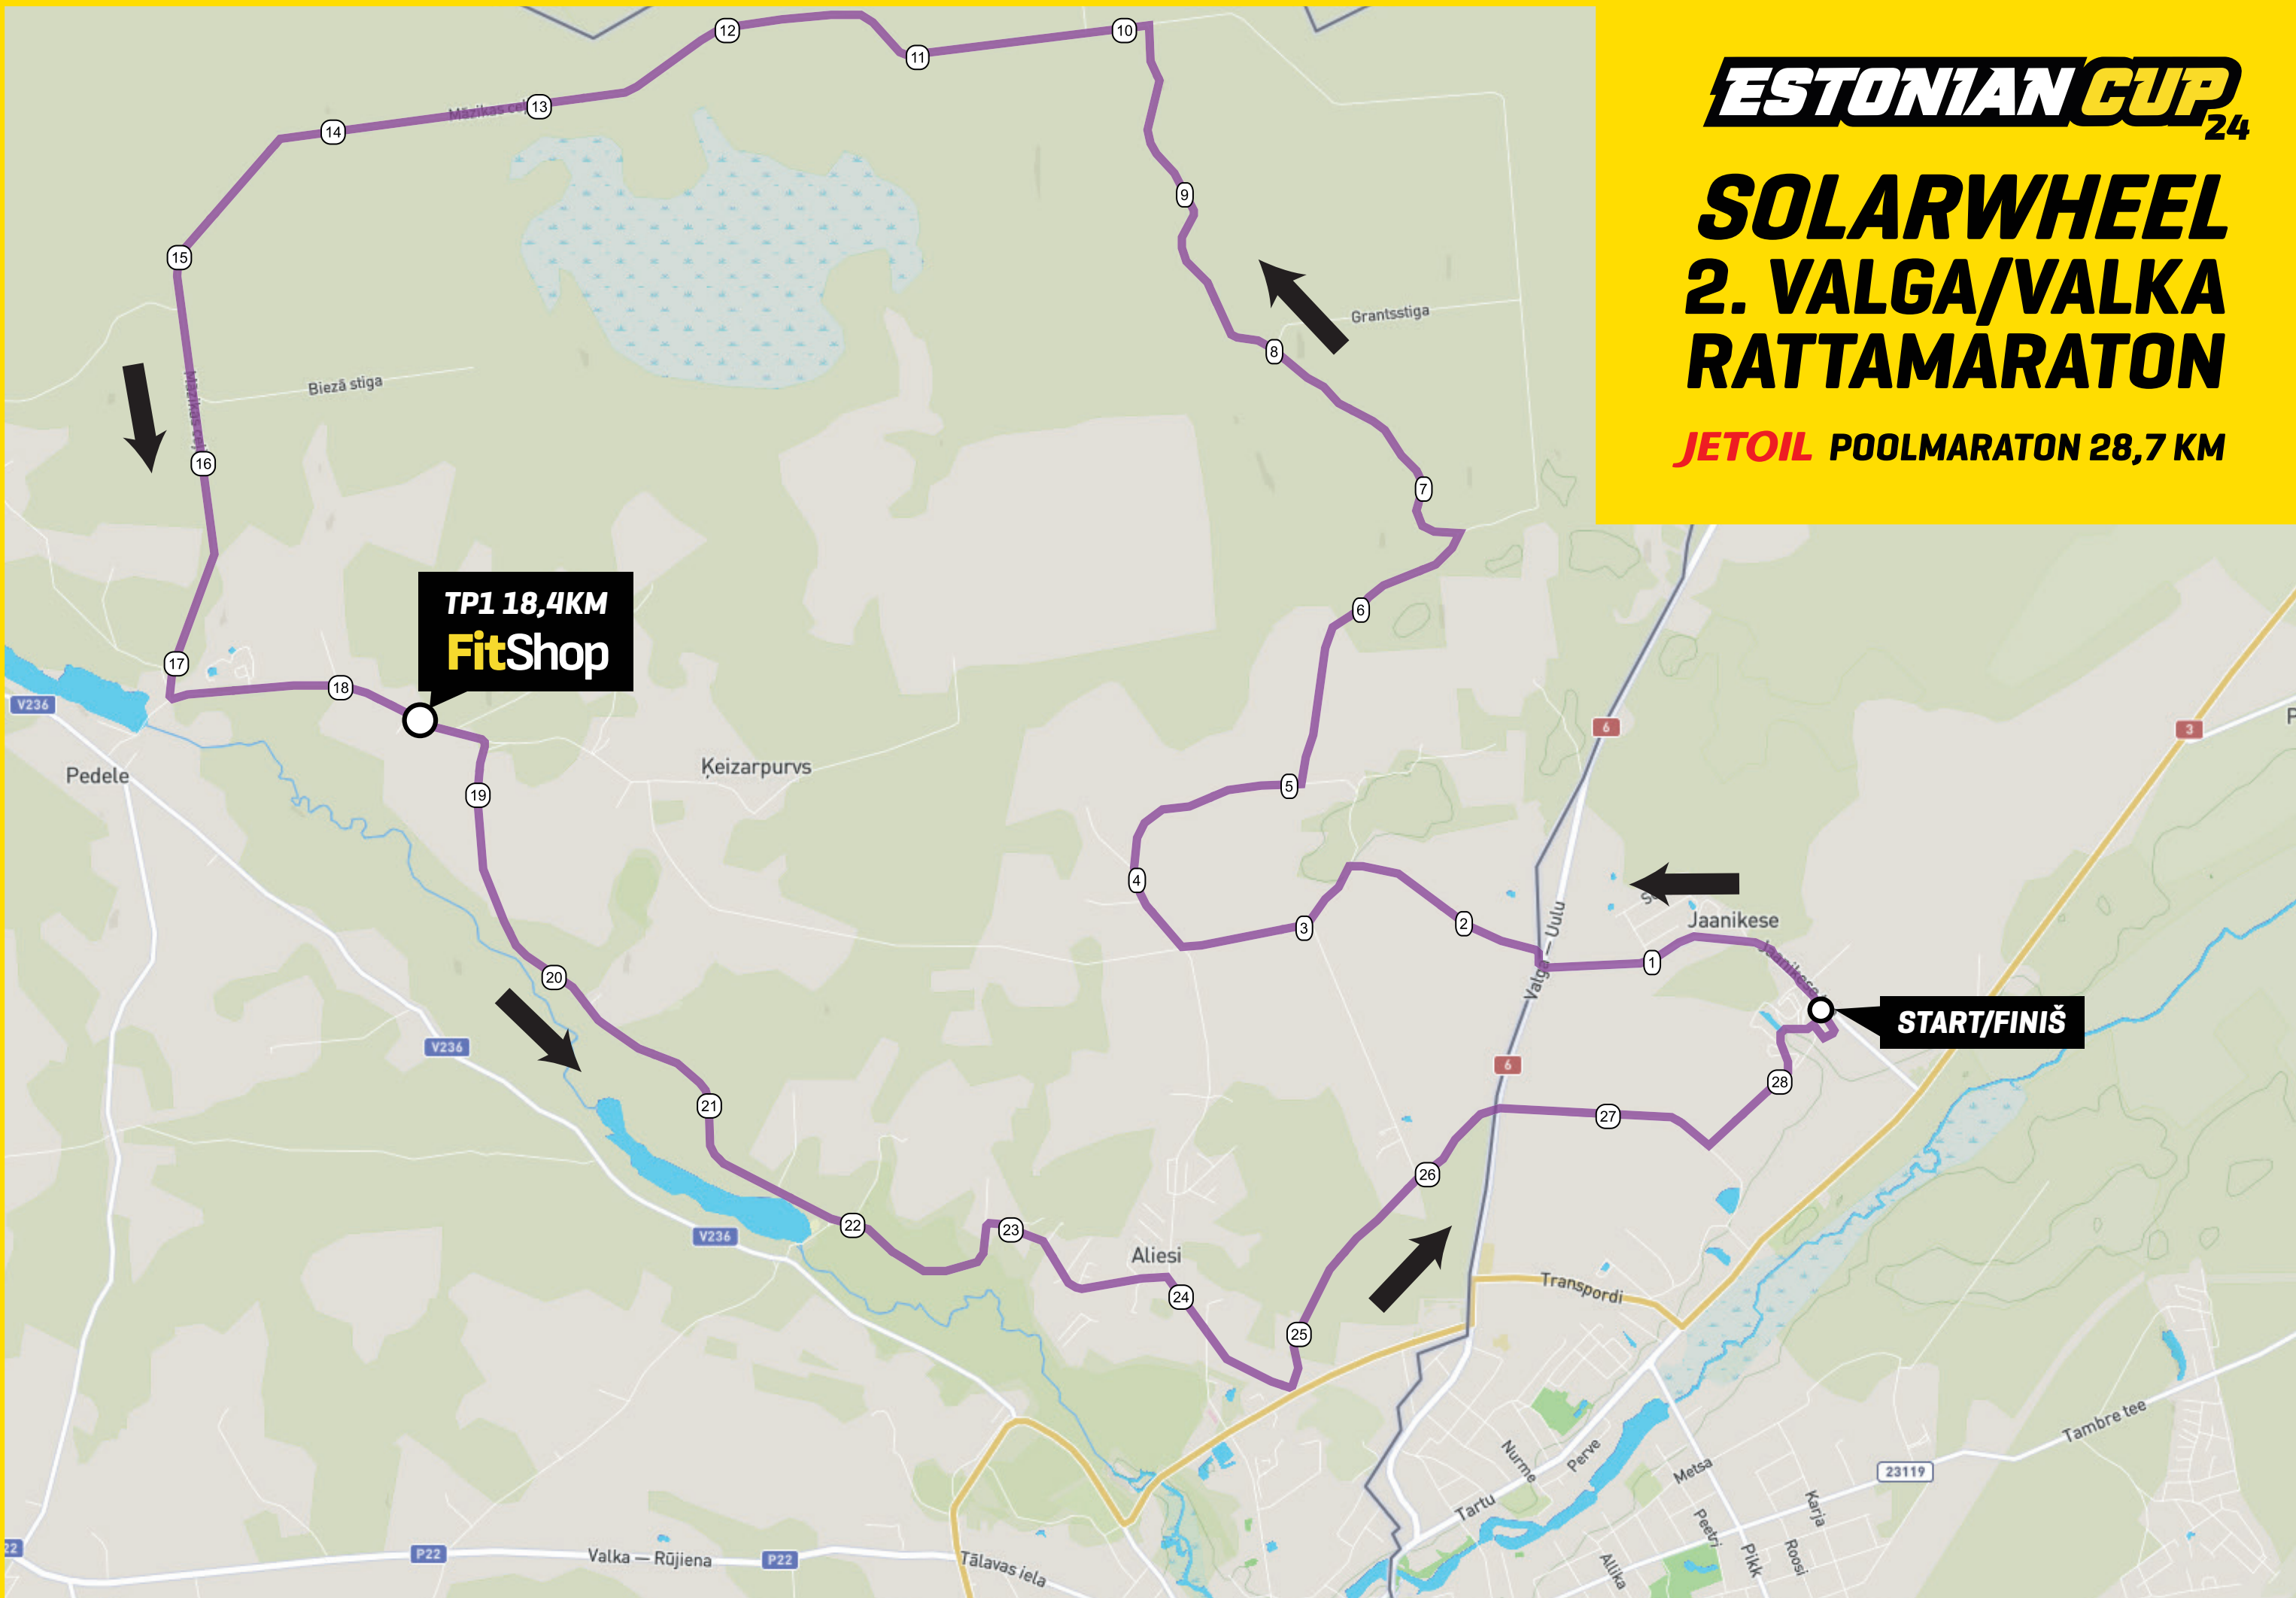 ESTONIAN CUP 24
SOLARWHEEL
2. VALGA/VALKA
RATTAMARATON
JETOIL POOLMARATON 28,7 KM
12
10
11
13
14
9
15
Grantsstiga
8
Biezā stiga
16
7
TP1 18,4KM
FitShop
6
17
18
V236
6
3
Pedele
Ķeizarpurvs
5
19
4
Jaanikese
2
3
Valga — Uulu
1
Jaanikese
20
START/FINIŠ
V236
6
28
21
27
26
22
23
V236
Aliesi
24
Transpordi
25
Tambre tee
Nurme
Perve
Metsa
23119
Tartu
Karja
Peetri
Roosi
Pikk
Allika
22
P22
Valka — Rūjiena
P22
Tālavas iela